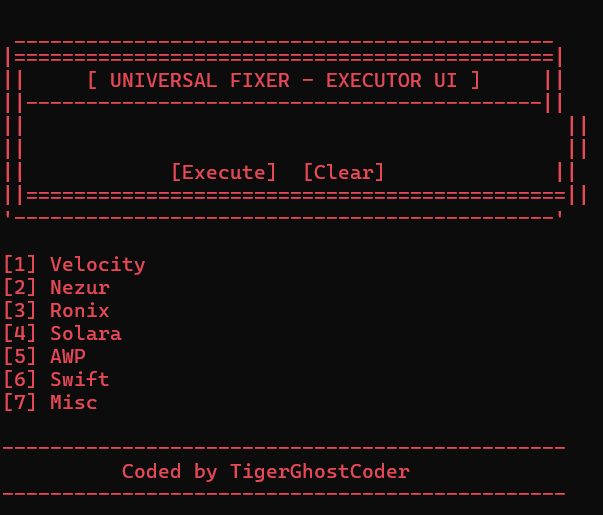 [ UNIVERSAL FIXER - EXECUTOR UI ]
[Execute] [Clear]
[1] Velocity
[2] Nezur
[3] Ronix
[4] Solara
[5] AWP
[6] Swift
[7] Misc
Coded by TigerGhostCoder